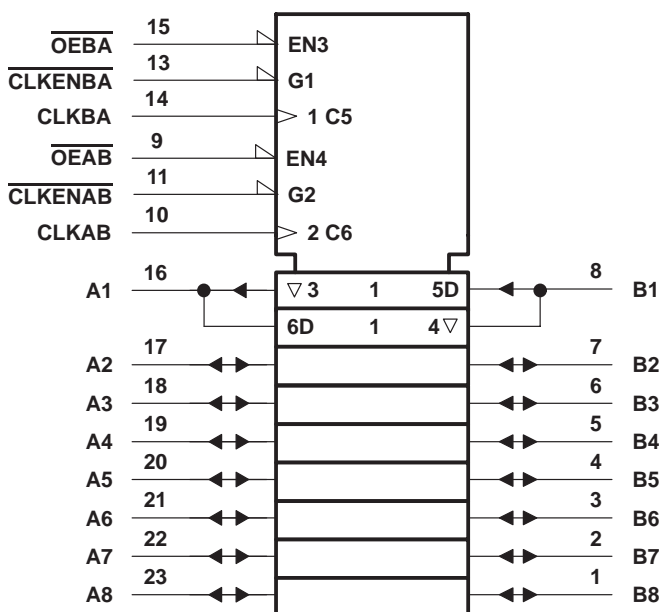 15
OEBA EN3
13
CLKENBA G1
14
CLKBA 1 C5
9
OEAB EN4
11
CLKENAB G2
10
CLKAB 2 C6
16 8
A1 ▽ 3 1 5D B1
6D 1 4 ▽
17 7
A2 B2
18 6
A3 B3
19 5
A4 B4
20 4
A5 B5
21 3
A6 B6
22 2
A7 B7
23 1
A8 B8